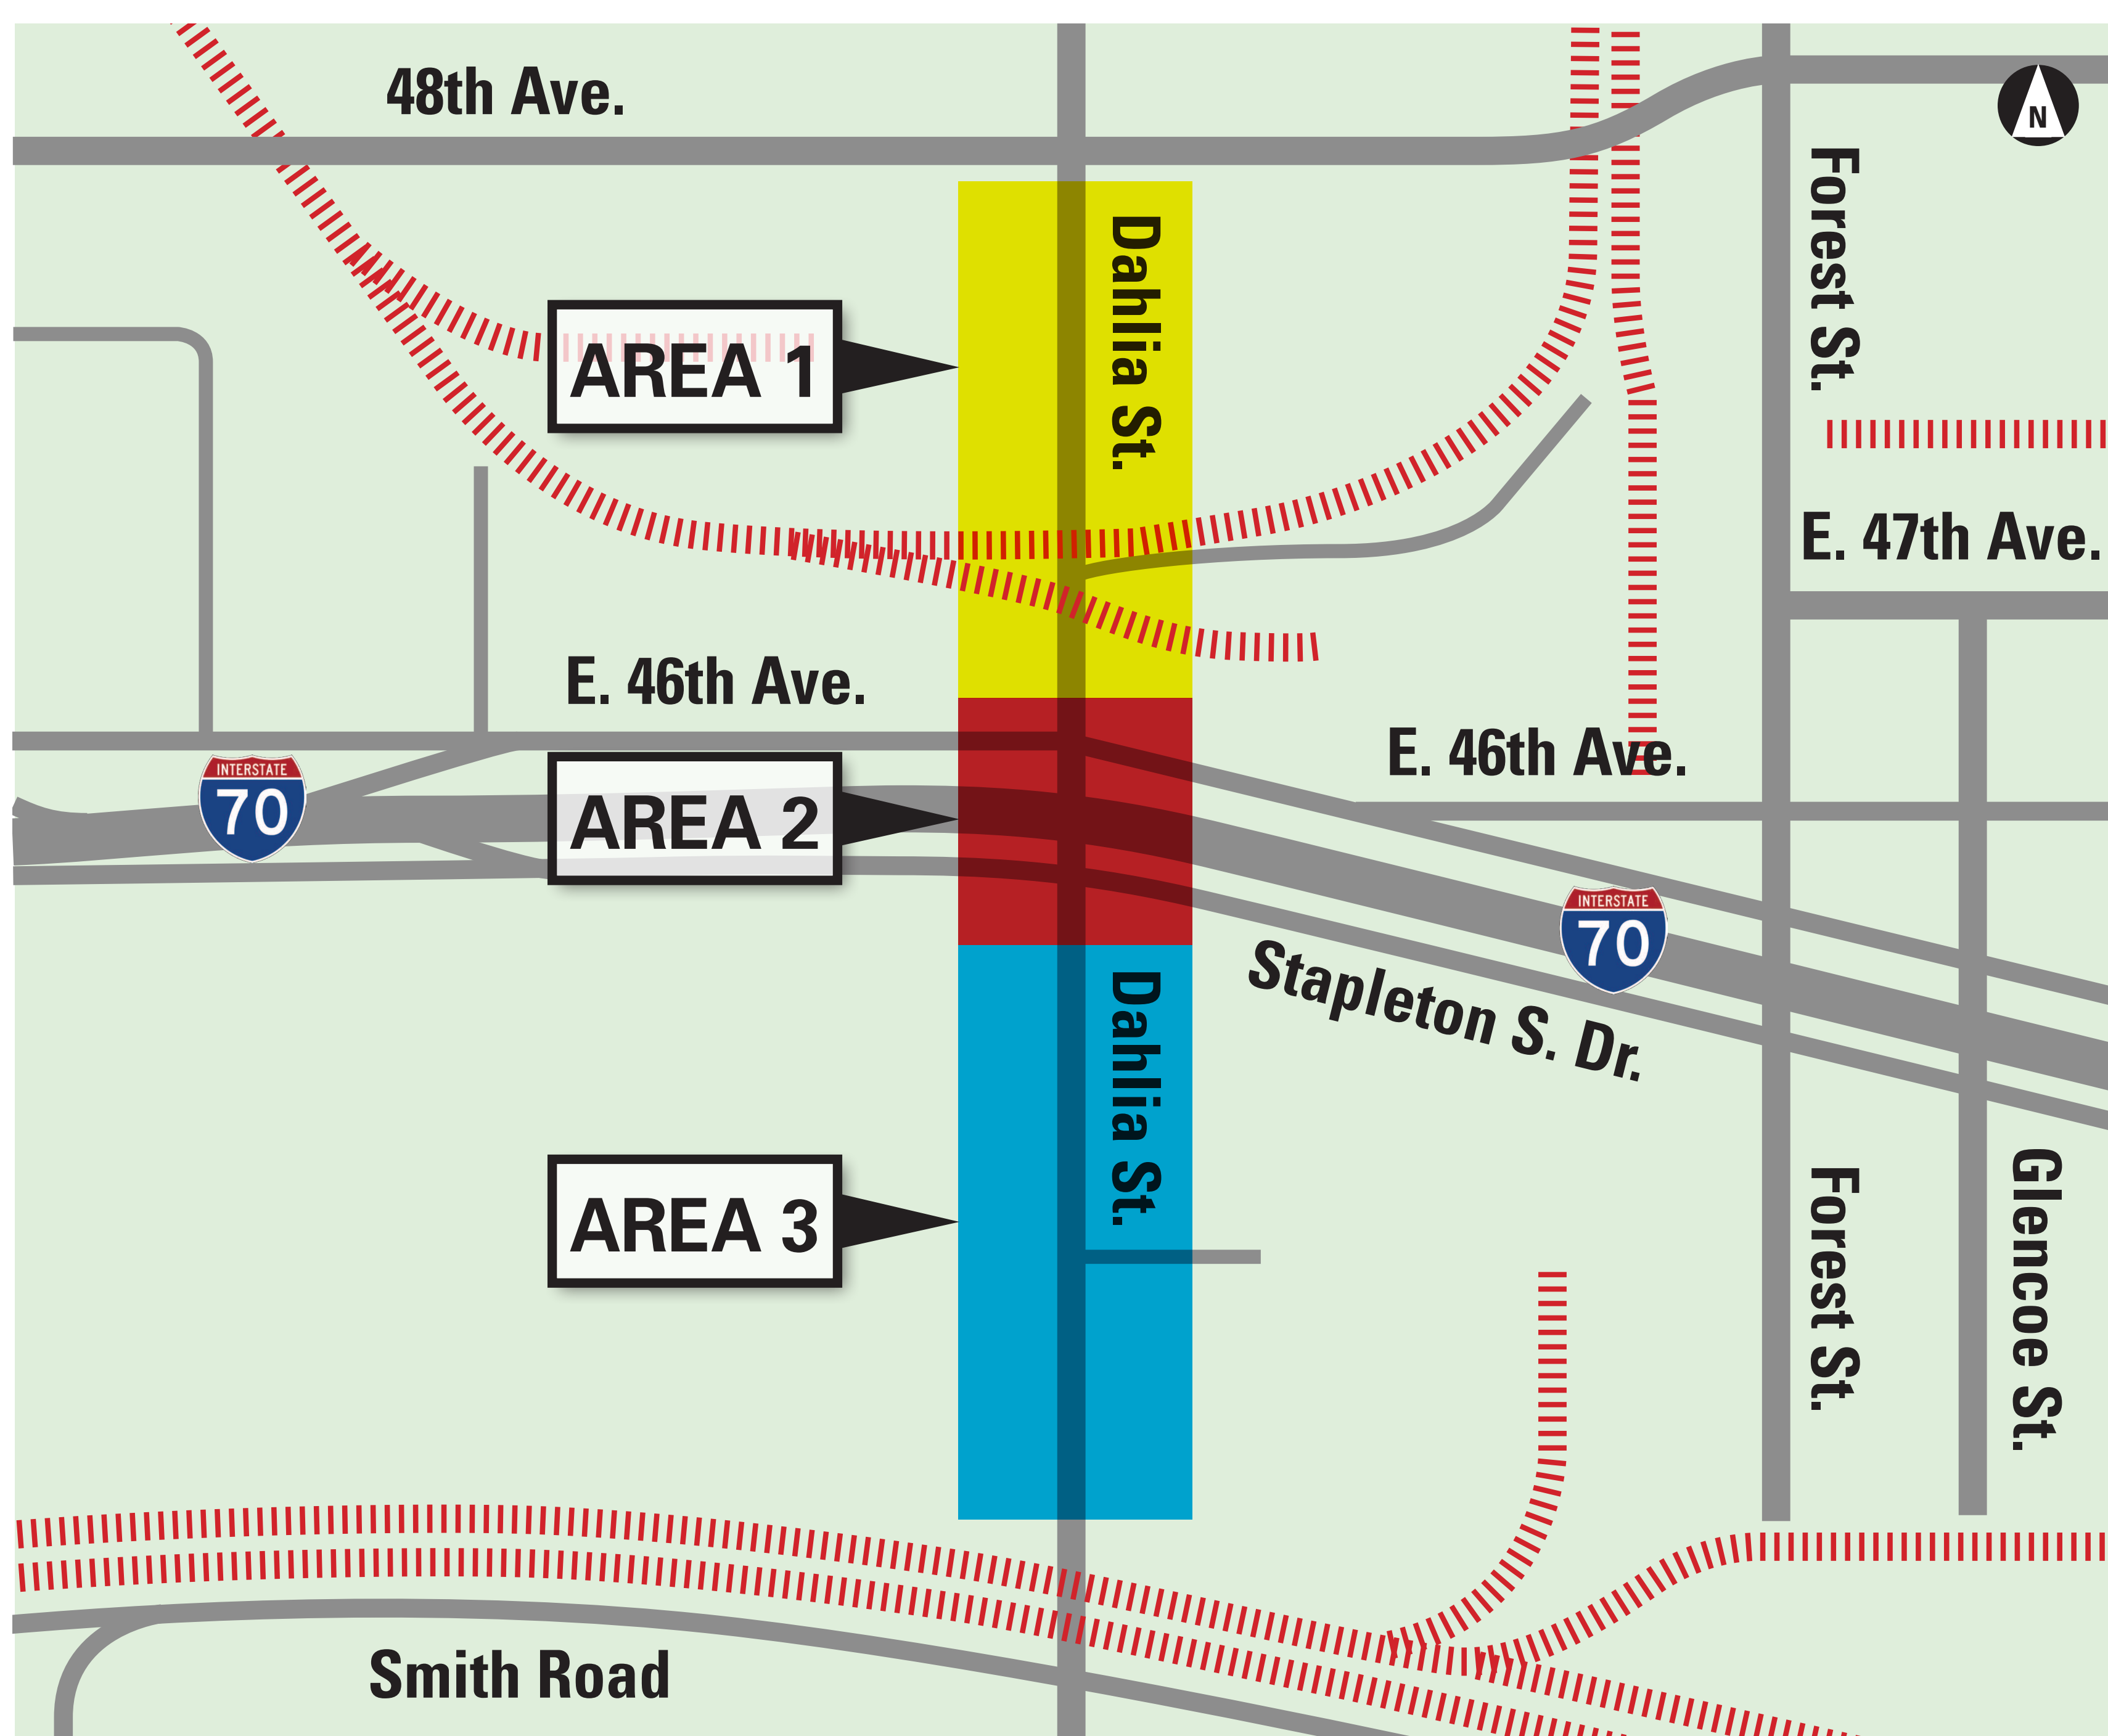 48th Ave.
N
Dahlia St.
Forest St.
AREA 1
E. 47th Ave.
E. 46th Ave.
E. 46th Ave.
INTERSTATE
70
AREA 2
INTERSTATE
70
Stapleton S. Dr.
Dahlia St.
AREA 3
Forest St.
Glencoe St.
Smith Road